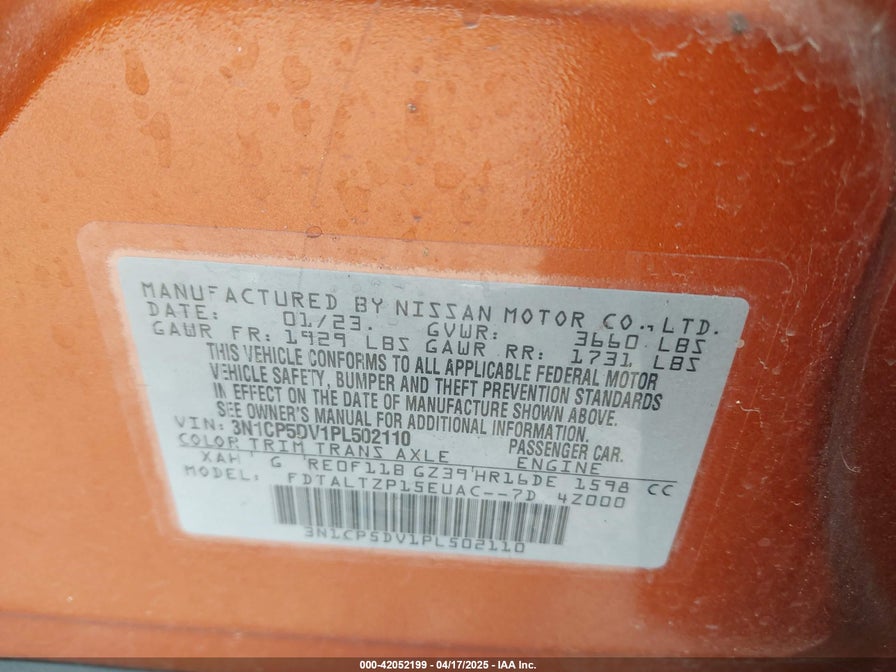 MANUFACTURED BY NISSAN MOTOR CO.,LTD.
DATE: 01/23. GVWR: 3660 LBS
GAWR FR: 1929 LBS GAWR RR: 1731 LBS
THIS VEHICLE CONFORMS TO ALL APPLICABLE FEDERAL MOTOR
VEHICLE SAFETY, BUMPER AND THEFT PREVENTION STANDARDS
IN EFFECT ON THE DATE OF MANUFACTURE SHOWN ABOVE.
SEE OWNER'S MANUAL FOR ADDITIONAL INFORMATION.
VIN: 3N1CP5DV1PL502110 PASSENGER CAR.
COLOR TRIM TRANS AXLE ENGINE
XAH G RE0F11B GZ39 HR16DE 1598 CC
MODEL: FDTALTZP15EUAC--7D 4Z000
3N1CP5DV1PL502110
000-42052199 | 04/17/2025 - IAA Inc.